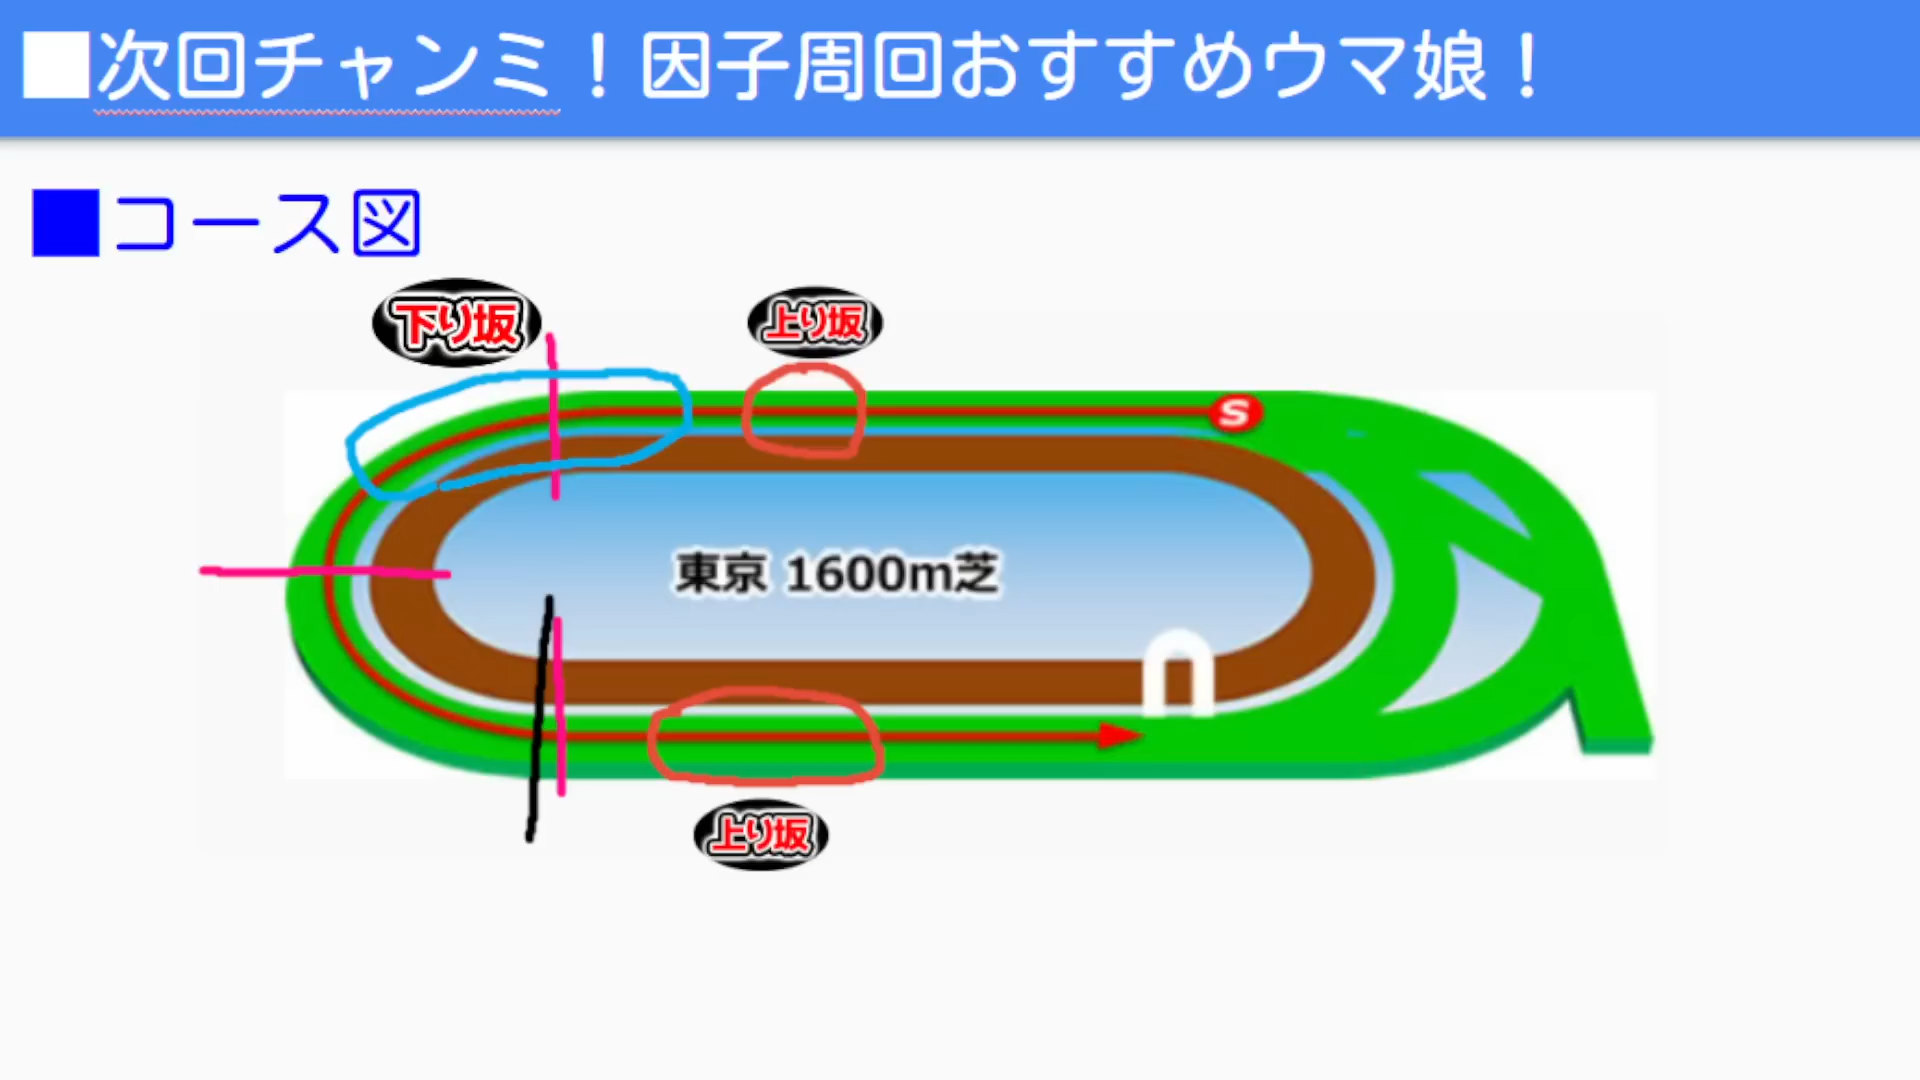 ■次回チャンミ！因子周回おすすめウマ娘！
■コース図
下り坂
上り坂
S
東京 1600m芝
上り坂